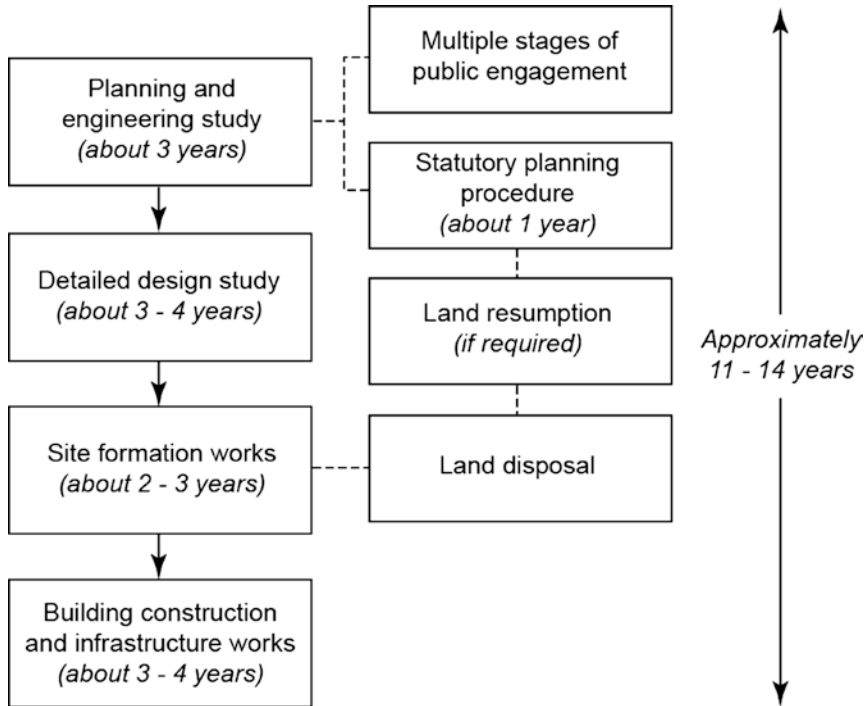 Planning and
engineering study
(about 3 years)
Multiple stages of
public engagement
Statutory planning
procedure
(about 1 year)
Detailed design study
(about 3 - 4 years)
Land resumption
(if required)
Approximately
11 - 14 years
Site formation works
(about 2 - 3 years)
Land disposal
Building construction
and infrastructure works
(about 3 - 4 years)